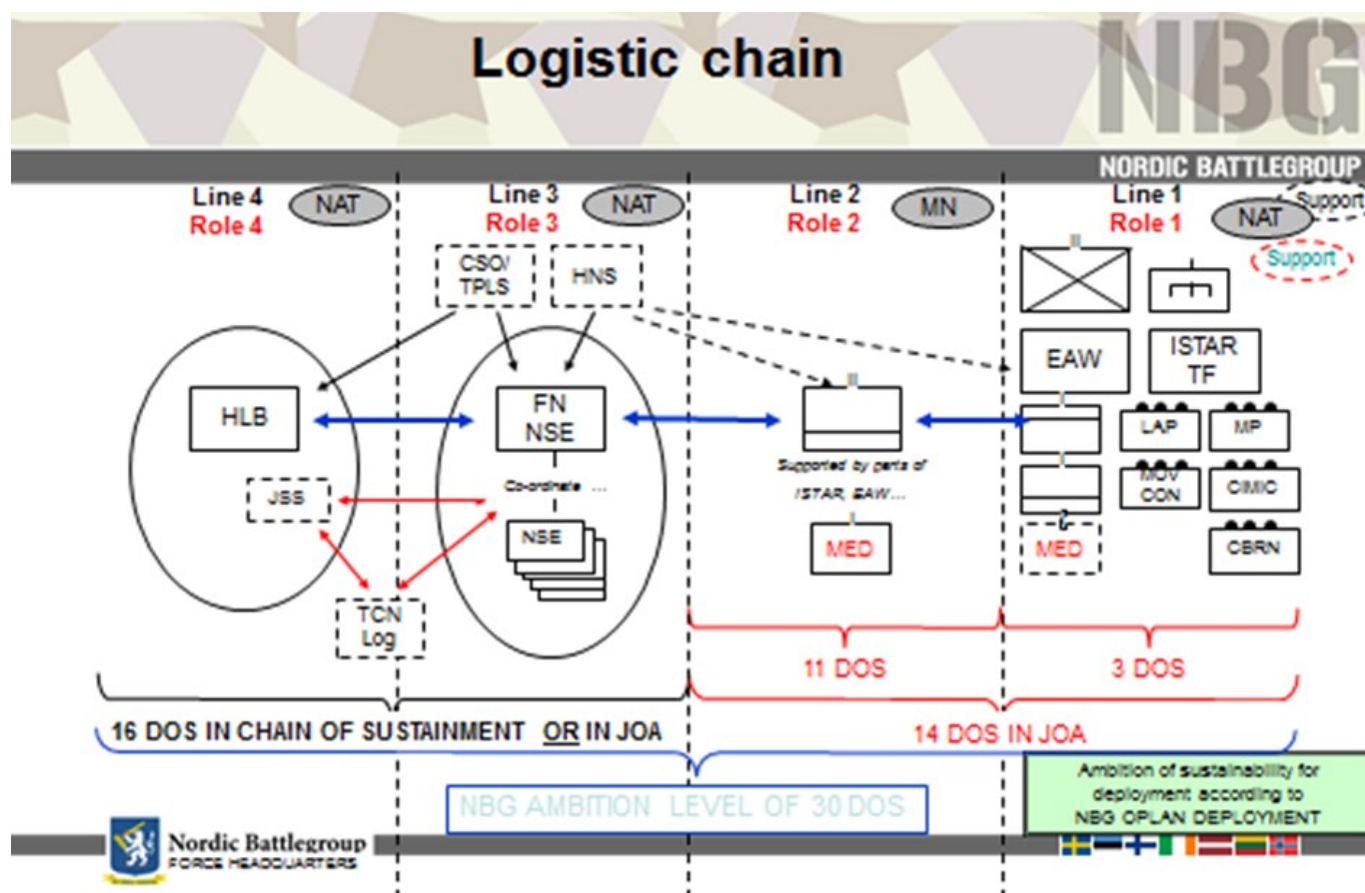 Logistic chain
NBG
NORDIC BATTLEGROUP
Line 4
Role 4
NAT
Line 3
Role 3
NAT
Line 2
Role 2
MN
Line 1
Role 1
NAT
Support
Support
CSO/
TPLS
HNS
HLB
JSS
TCN
Log
FN
NSE
Co-ordinate ...
NSE
Supported by parts of
ISTAR, EAW...
MED
EAW
ISTAR
TF
LAP
MP
MOV
CON
CIMIC
MED
CBRN
11 DOS
3 DOS
16 DOS IN CHAIN OF SUSTAINMENT OR IN JOA
14 DOS IN JOA
NBG AMBITION LEVEL OF 30 DOS
Ambition of sustainability for
deployment according to
NBG OPLAN DEPLOYMENT
Nordic Battlegroup
FORCE HEADQUARTERS